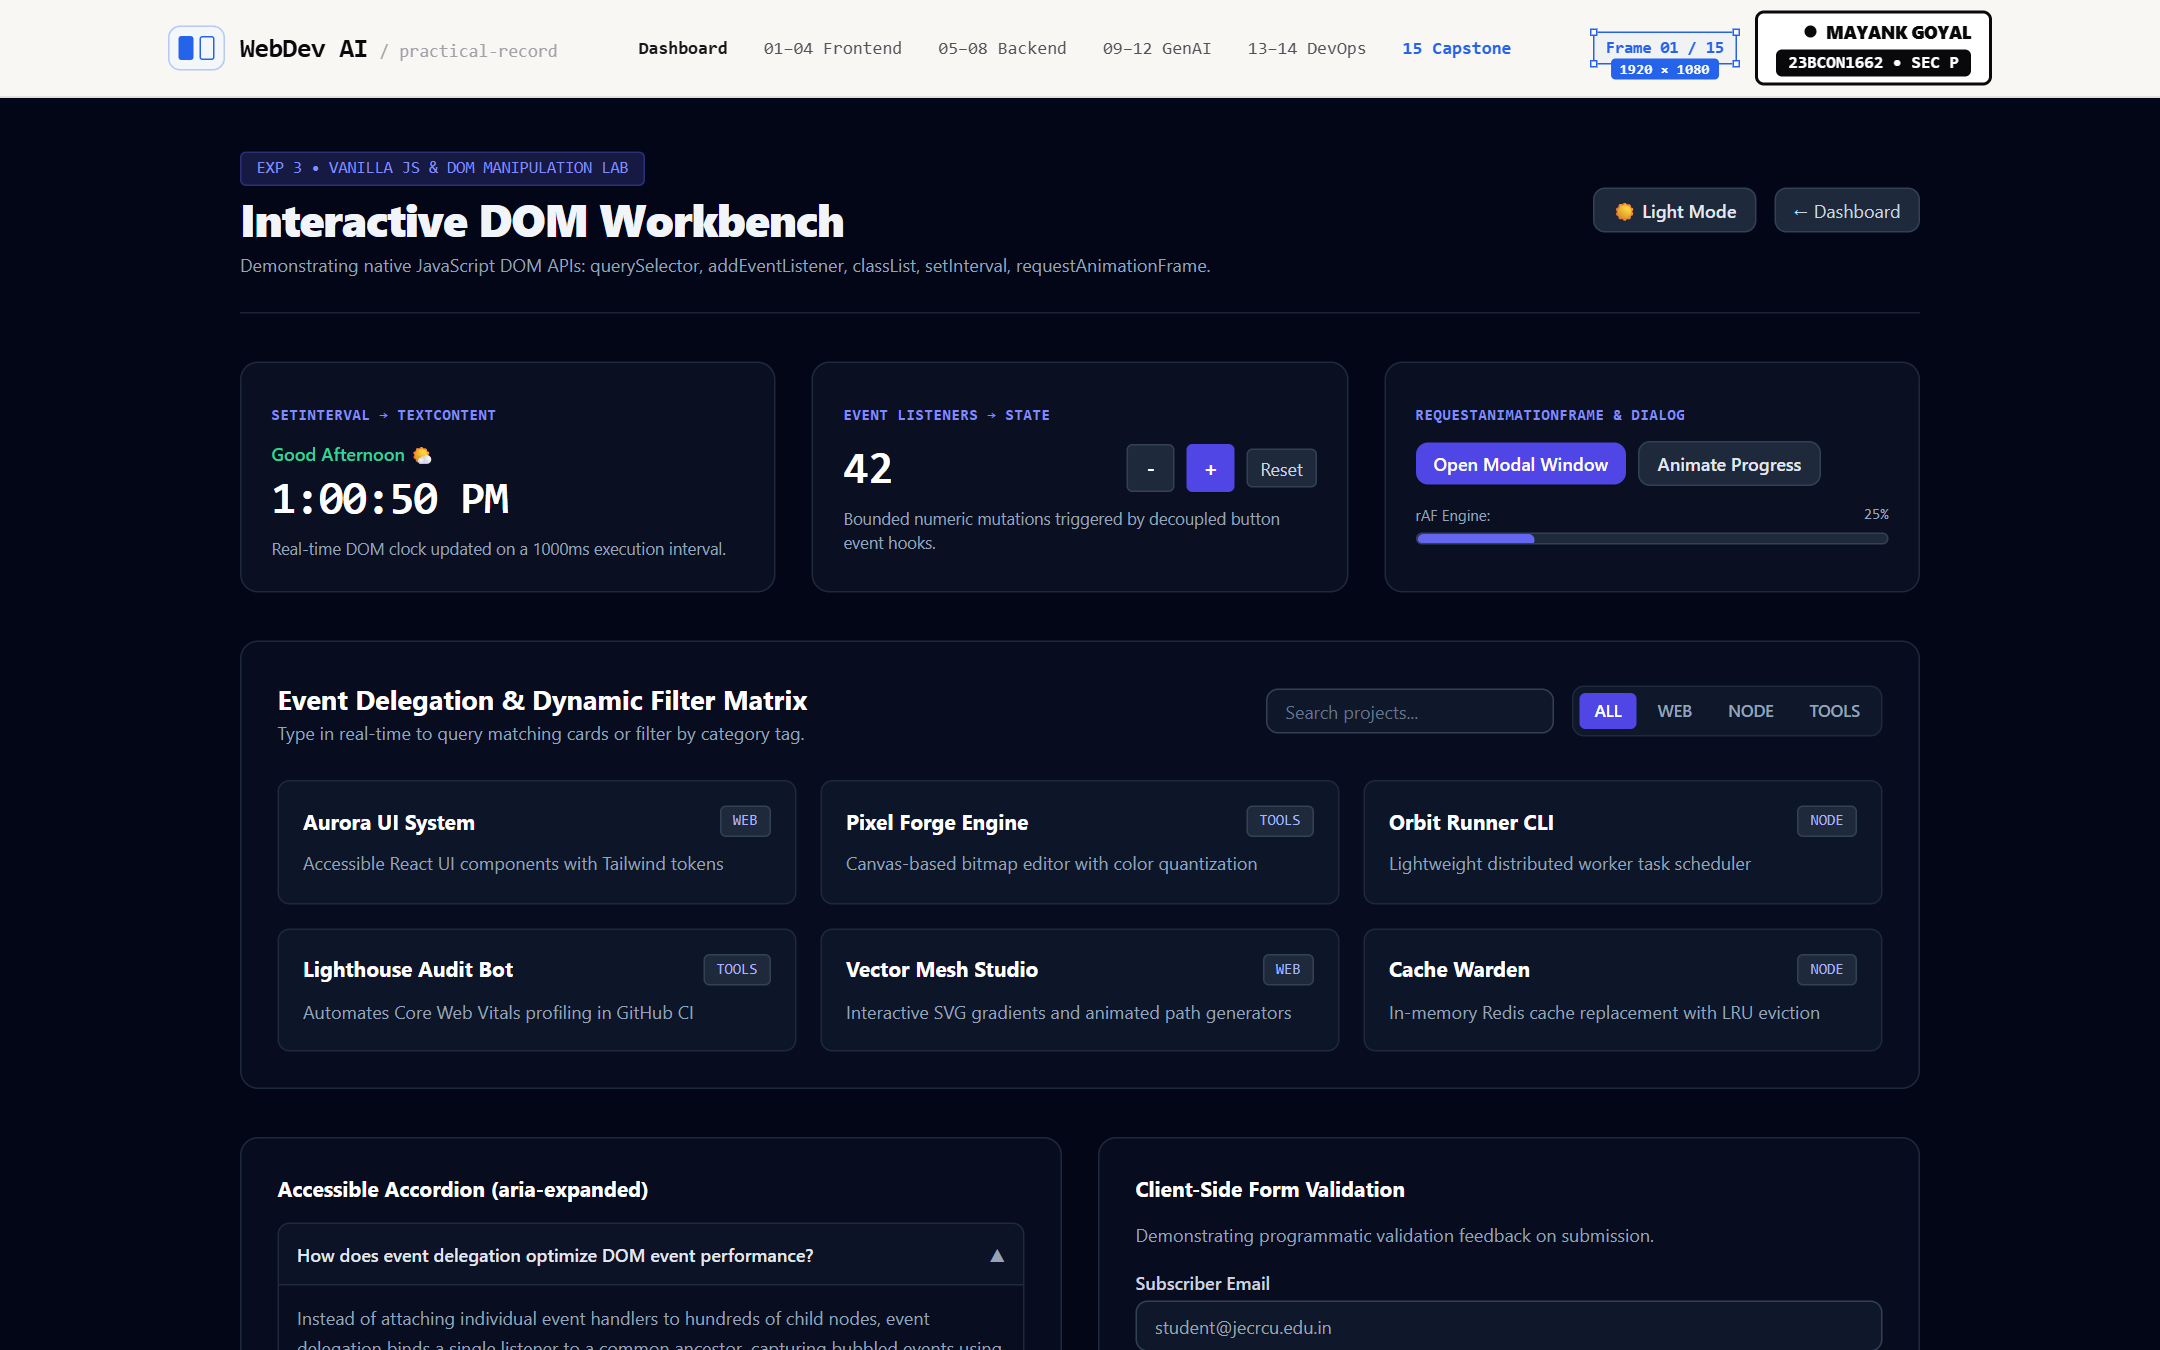 WebDev AI / practical-record
Dashboard
01–04 Frontend
05–08 Backend
09–12 GenAI
13–14 DevOps
15 Capstone
Frame 01 / 15
1920 × 1080
● MAYANK GOYAL
23BCON1662 • SEC P
EXP 3 • VANILLA JS & DOM MANIPULATION LAB
Interactive DOM Workbench
Demonstrating native JavaScript DOM APIs: querySelector, addEventListener, classList, setInterval, requestAnimationFrame.
Light Mode
← Dashboard
SETINTERVAL → TEXTCONTENT
Good Afternoon
1:00:50 PM
Real-time DOM clock updated on a 1000ms execution interval.
EVENT LISTENERS → STATE
42
-
+
Reset
Bounded numeric mutations triggered by decoupled button
event hooks.
REQUESTANIMATIONFRAME & DIALOG
Open Modal Window
Animate Progress
rAF Engine:
25%
Event Delegation & Dynamic Filter Matrix
Type in real-time to query matching cards or filter by category tag.
Search projects...
ALL
WEB
NODE
TOOLS
Aurora UI System
WEB
Accessible React UI components with Tailwind tokens
Pixel Forge Engine
TOOLS
Canvas-based bitmap editor with color quantization
Orbit Runner CLI
NODE
Lightweight distributed worker task scheduler
Lighthouse Audit Bot
TOOLS
Automates Core Web Vitals profiling in GitHub CI
Vector Mesh Studio
WEB
Interactive SVG gradients and animated path generators
Cache Warden
NODE
In-memory Redis cache replacement with LRU eviction
Accessible Accordion (aria-expanded)
How does event delegation optimize DOM event performance?
▲
Instead of attaching individual event handlers to hundreds of child nodes, event
delegation binds a single listener to a common ancestor, capturing bubbled events using
Client-Side Form Validation
Demonstrating programmatic validation feedback on submission.
Subscriber Email
student@jecrcu.edu.in